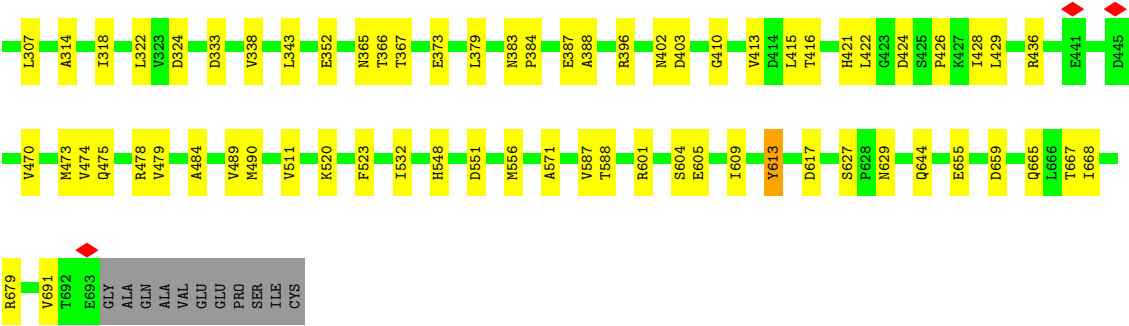 L307 A314 I318 L322 V323 D324 D333 V338 L343 E352 N365 T366 T367 E373 L379 N383 P384 E387 A388 R396 N402 D403 G410 V413 D414 L415 T416 H421 L422 G423 D424 S425 P426 K427 I428 L429 R436 E441 D445
V470 M473 V474 Q475 R478 V479 A484 V489 M490 V511 K520 F523 I532 H548 D551 M556 A571 V587 T588 R601 S604 E605 I609 Y613 D617 S627 P628 N629 Q644 E655 D659 Q665 L666 T667 I668
R679 V691 T692 E693 GLY ALA GLN ALA VAL GLU GLU PRO SER ILE CYS